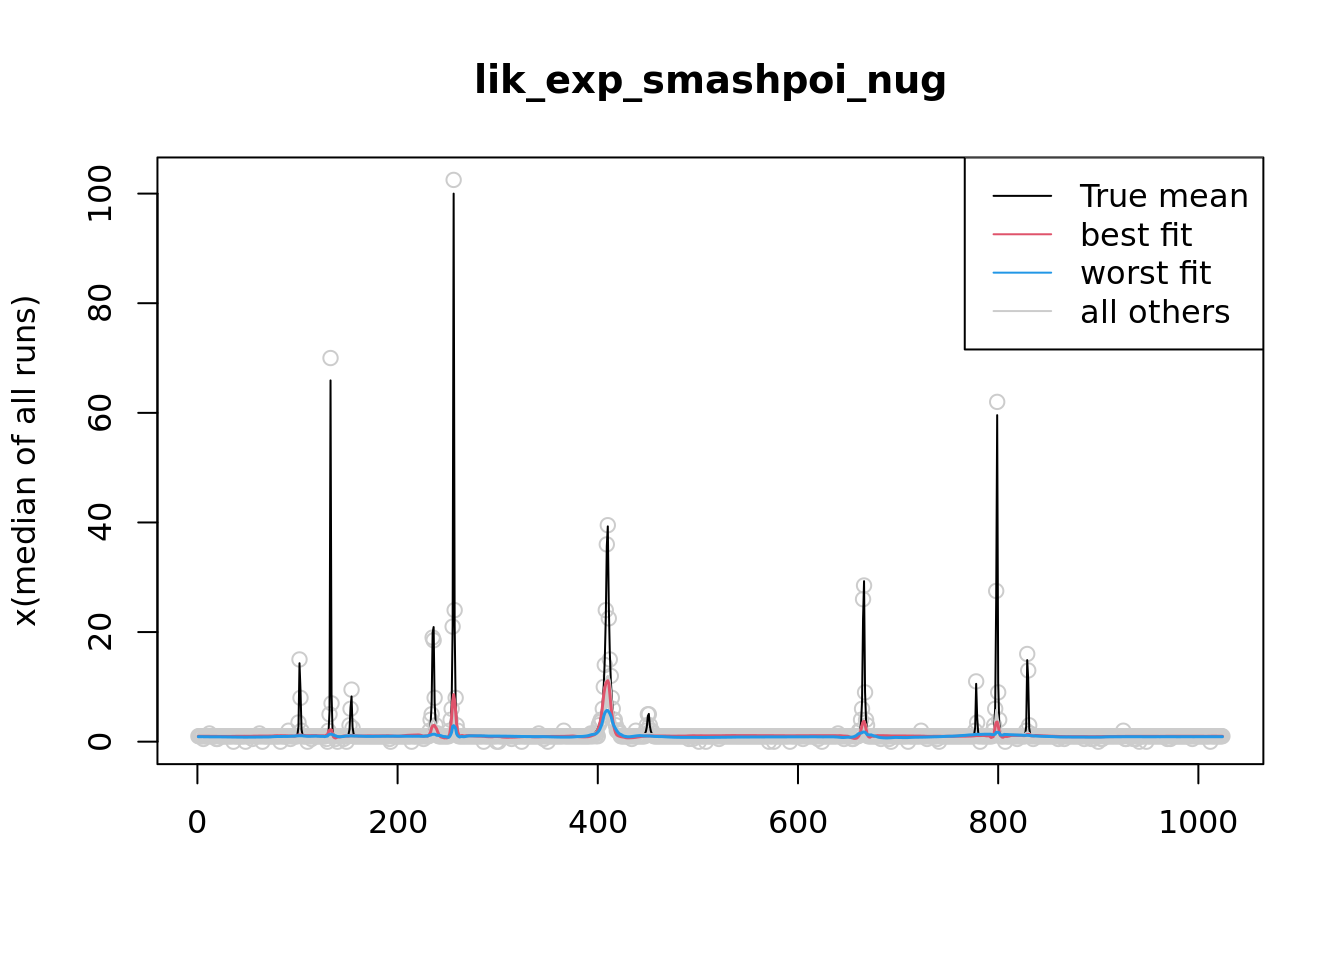 lik_exp_smashpoi_nug
x(median of all runs)
100
80
60
40
20
0
True mean
best fit
worst fit
all others
0 200 400 600 800 1000